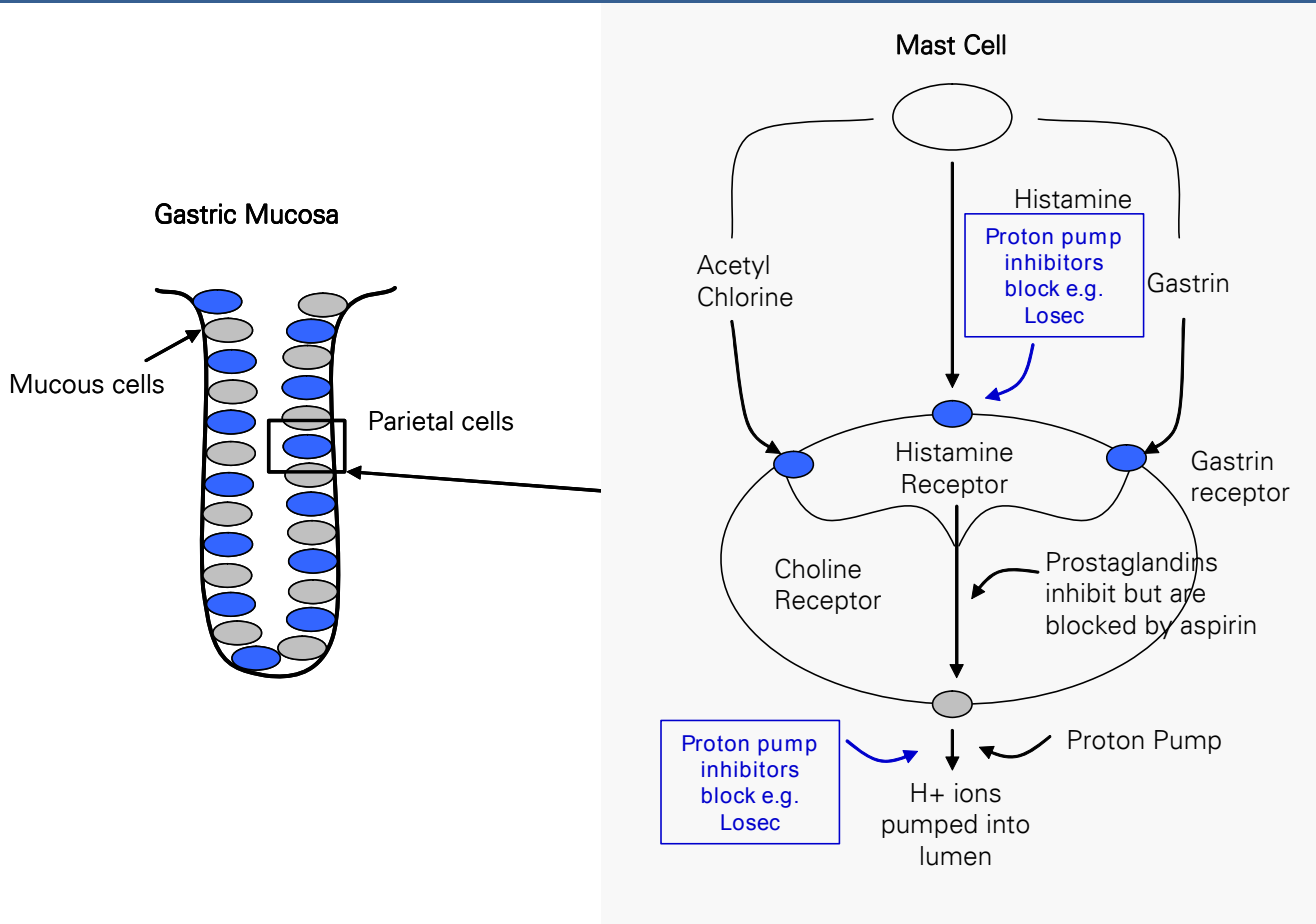 Gastric Mucosa
Mucous cells
Parietal cells
Mast Cell
Histamine
Proton pump
inhibitors
block e.g.
Losec
Acetyl
Chlorine
Gastrin
Histamine
Receptor
Gastrin
receptor
Choline
Receptor
Prostaglandins
inhibit but are
blocked by aspirin
Proton pump
inhibitors
block e.g.
Losec
Proton Pump
H+ ions
pumped into
lumen